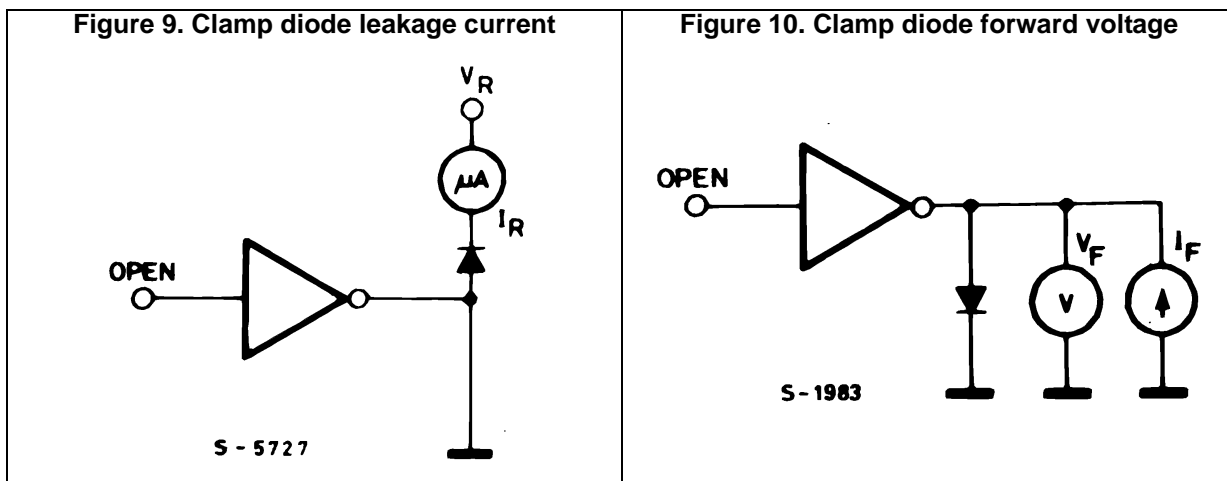 Figure 9. Clamp diode leakage current
VR
μA
IR
OPEN
S - 5727
Figure 10. Clamp diode forward voltage
OPEN
VF
IF
V
S - 1983